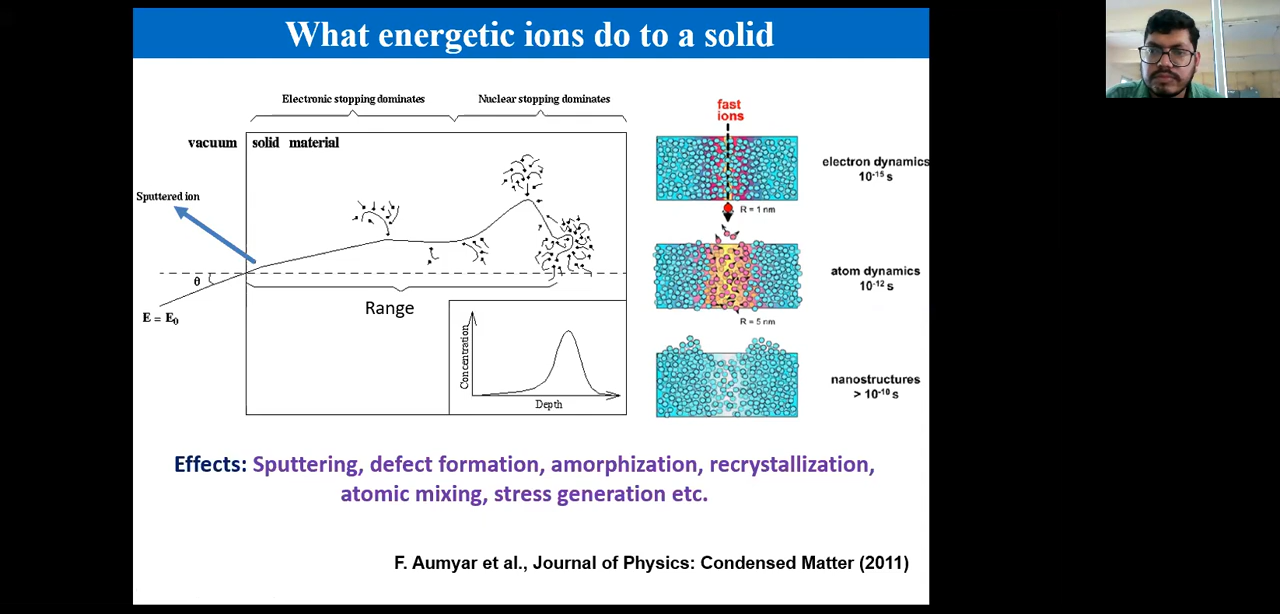 What energetic ions do to a solid
Electronic stopping dominates
Nuclear stopping dominates
vacuum
solid material
Sputtered ion
θ
E = E₀
Range
Concentration
Depth
fast
ions
electron dynamics
10⁻¹⁵ s
R = 1 nm
atom dynamics
10⁻¹² s
R = 5 nm
nanostructures
> 10⁻¹⁰ s
Effects: Sputtering, defect formation, amorphization, recrystallization,
atomic mixing, stress generation etc.
F. Aumyar et al., Journal of Physics: Condensed Matter (2011)